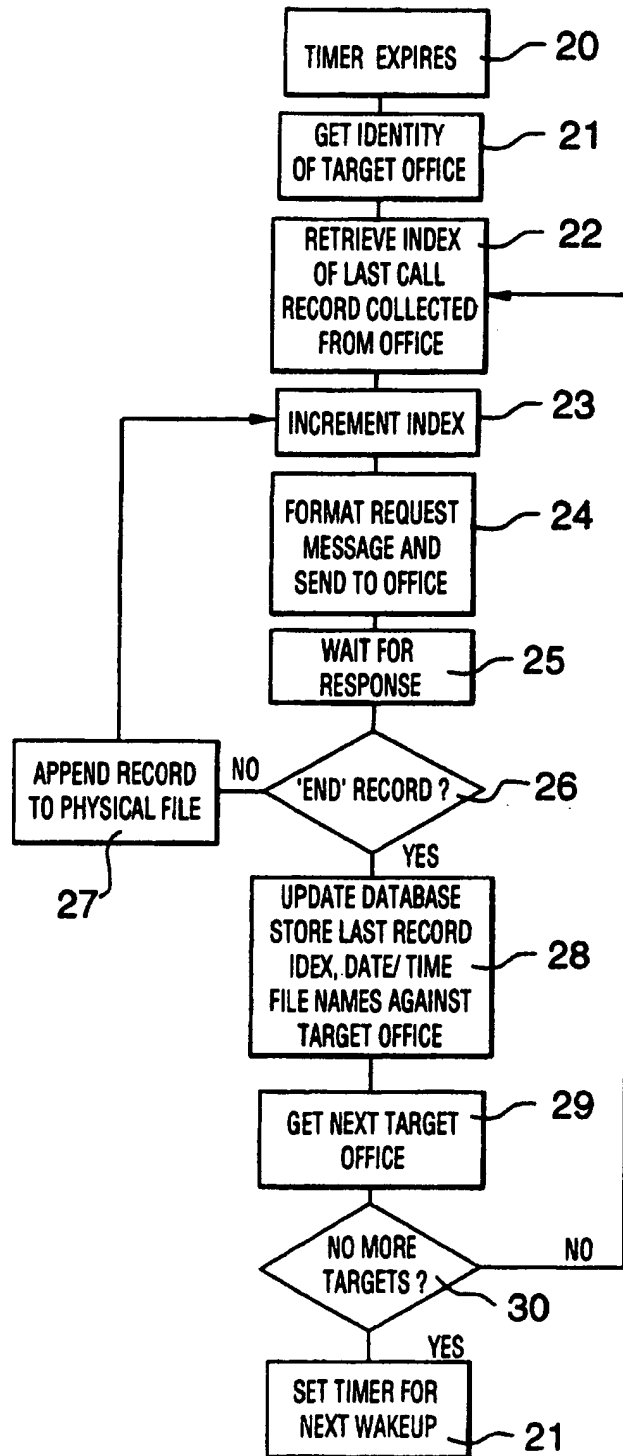 TIMER EXPIRES
20
GET IDENTITY
OF TARGET OFFICE
21
RETRIEVE INDEX
OF LAST CALL
RECORD COLLECTED
FROM OFFICE
22
INCREMENT INDEX
23
FORMAT REQUEST
MESSAGE AND
SEND TO OFFICE
24
WAIT FOR
RESPONSE
25
'END' RECORD ?
26
NO
APPEND RECORD
TO PHYSICAL FILE
27
YES
UPDATE DATABASE
STORE LAST RECORD
IDEX, DATE/ TIME
FILE NAMES AGAINST
TARGET OFFICE
28
GET NEXT TARGET
OFFICE
29
NO MORE
TARGETS ?
NO
30
YES
SET TIMER FOR
NEXT WAKEUP
21